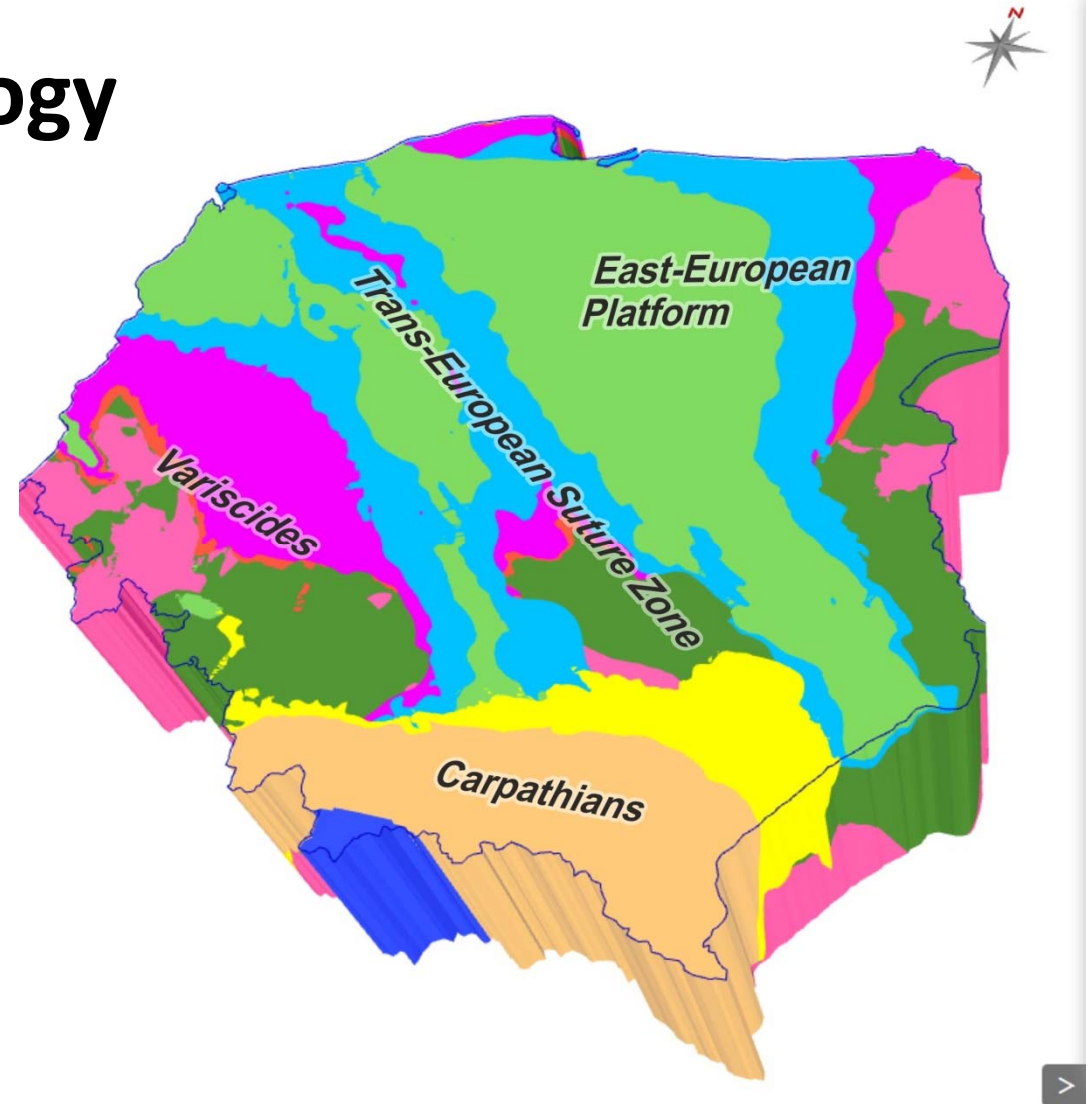 N
ogy
East-European
Platform
Trans-European Suture Zone
Variscides
Carpathians
>